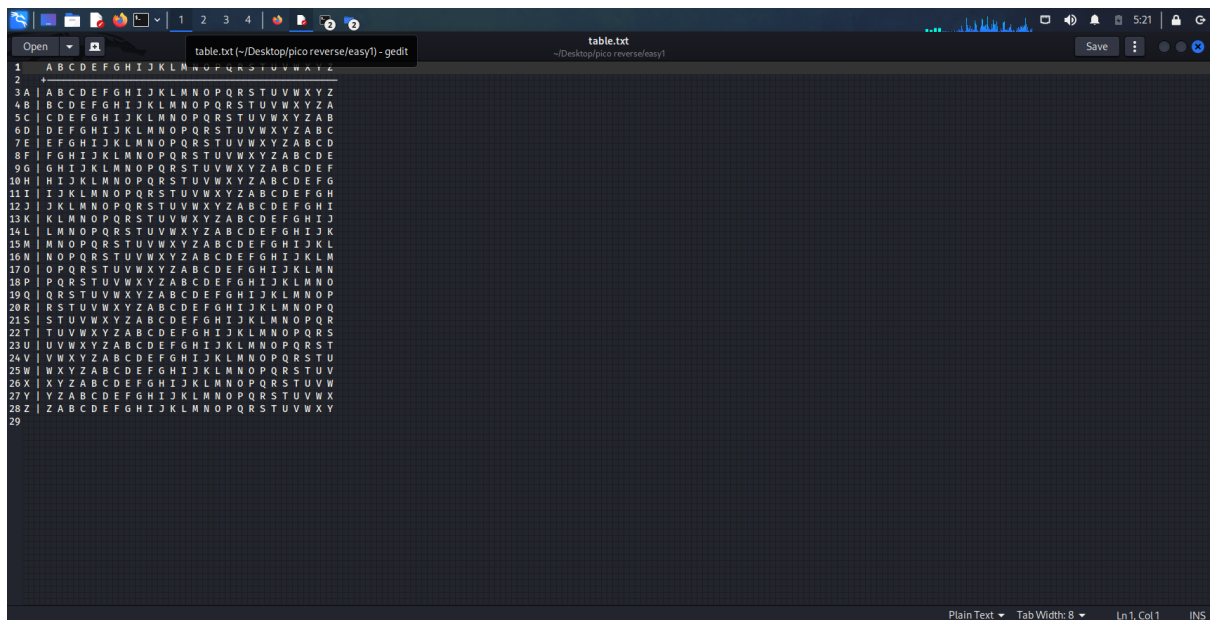 1 2 3 4 2 2 5:21
Open table.txt Save
~/Desktop/pico reverse/easy1
table.txt (~/Desktop/pico reverse/easy1) - gedit
1 A B C D E F G H I J K L M N O P Q R S T U V W X Y Z
2 +
3 A | A B C D E F G H I J K L M N O P Q R S T U V W X Y Z
4 B | B C D E F G H I J K L M N O P Q R S T U V W X Y Z A
5 C | C D E F G H I J K L M N O P Q R S T U V W X Y Z A B
6 D | D E F G H I J K L M N O P Q R S T U V W X Y Z A B C
7 E | E F G H I J K L M N O P Q R S T U V W X Y Z A B C D
8 F | F G H I J K L M N O P Q R S T U V W X Y Z A B C D E
9 G | G H I J K L M N O P Q R S T U V W X Y Z A B C D E F
10 H | H I J K L M N O P Q R S T U V W X Y Z A B C D E F G
11 I | I J K L M N O P Q R S T U V W X Y Z A B C D E F G H
12 J | J K L M N O P Q R S T U V W X Y Z A B C D E F G H I
13 K | K L M N O P Q R S T U V W X Y Z A B C D E F G H I J
14 L | L M N O P Q R S T U V W X Y Z A B C D E F G H I J K
15 M | M N O P Q R S T U V W X Y Z A B C D E F G H I J K L
16 N | N O P Q R S T U V W X Y Z A B C D E F G H I J K L M
17 O | O P Q R S T U V W X Y Z A B C D E F G H I J K L M N
18 P | P Q R S T U V W X Y Z A B C D E F G H I J K L M N O
19 Q | Q R S T U V W X Y Z A B C D E F G H I J K L M N O P
20 R | R S T U V W X Y Z A B C D E F G H I J K L M N O P Q
21 S | S T U V W X Y Z A B C D E F G H I J K L M N O P Q R
22 T | T U V W X Y Z A B C D E F G H I J K L M N O P Q R S
23 U | U V W X Y Z A B C D E F G H I J K L M N O P Q R S T
24 V | V W X Y Z A B C D E F G H I J K L M N O P Q R S T U
25 W | W X Y Z A B C D E F G H I J K L M N O P Q R S T U V
26 X | X Y Z A B C D E F G H I J K L M N O P Q R S T U V W
27 Y | Y Z A B C D E F G H I J K L M N O P Q R S T U V W X
28 Z | Z A B C D E F G H I J K L M N O P Q R S T U V W X Y
29
Plain Text Tab Width: 8 Ln 1, Col 1 INS